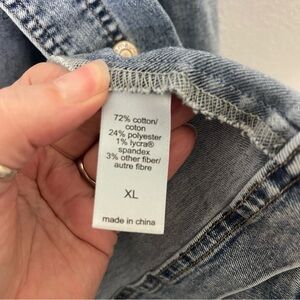 72% cotton/
coton
24% polyester
1% lycra®
spandex
3% other fiber/
autre fibre
XL
made in china